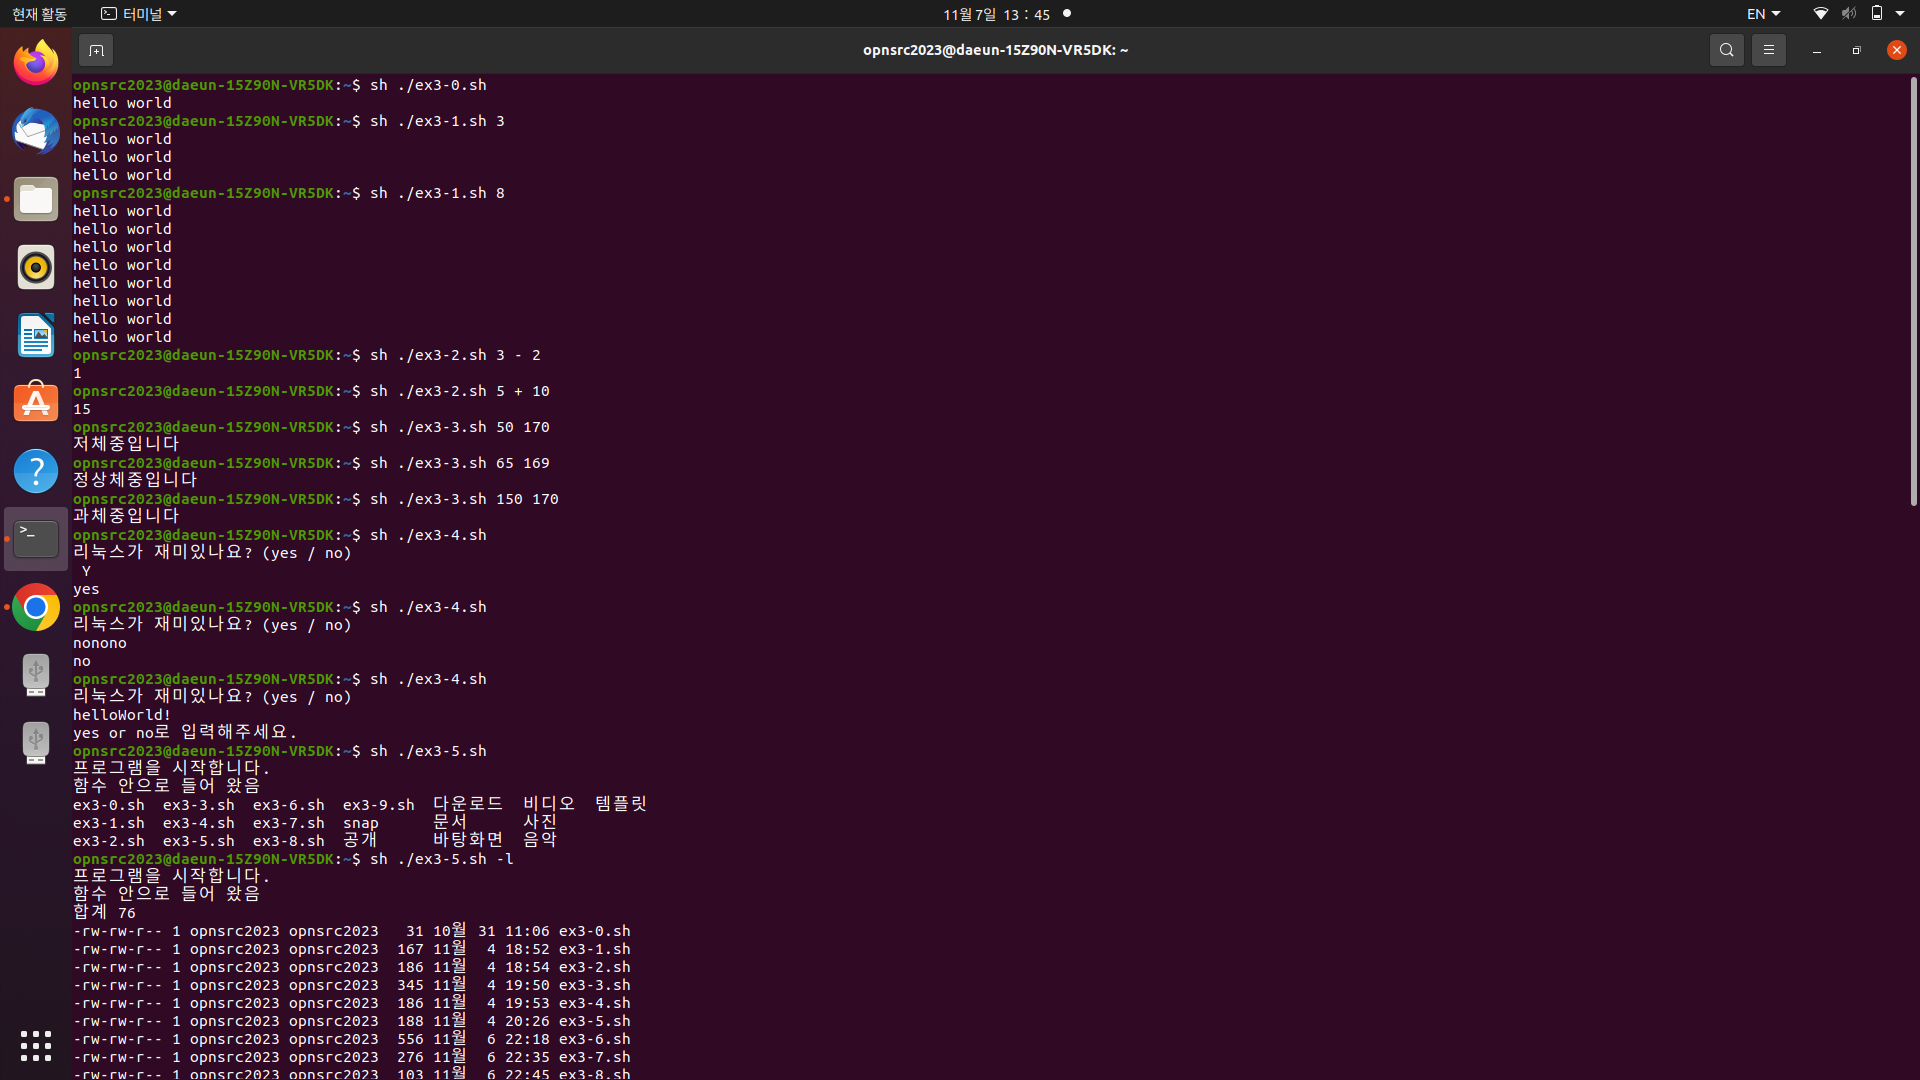 현재 활동 터미널 11월 7일 13 : 45 EN
opnsrc2023@daeun-15Z90N-VR5DK: ~
opnsrc2023@daeun-15Z90N-VR5DK:~$ sh ./ex3-0.sh
hello world
opnsrc2023@daeun-15Z90N-VR5DK:~$ sh ./ex3-1.sh 3
hello world
hello world
hello world
opnsrc2023@daeun-15Z90N-VR5DK:~$ sh ./ex3-1.sh 8
hello world
hello world
hello world
hello world
hello world
hello world
hello world
hello world
opnsrc2023@daeun-15Z90N-VR5DK:~$ sh ./ex3-2.sh 3 - 2
1
opnsrc2023@daeun-15Z90N-VR5DK:~$ sh ./ex3-2.sh 5 + 10
15
opnsrc2023@daeun-15Z90N-VR5DK:~$ sh ./ex3-3.sh 50 170
저체중입니다
opnsrc2023@daeun-15Z90N-VR5DK:~$ sh ./ex3-3.sh 65 169
정상체중입니다
opnsrc2023@daeun-15Z90N-VR5DK:~$ sh ./ex3-3.sh 150 170
과체중입니다
opnsrc2023@daeun-15Z90N-VR5DK:~$ sh ./ex3-4.sh
리눅스가 재미있나요? (yes / no)
 Y
yes
opnsrc2023@daeun-15Z90N-VR5DK:~$ sh ./ex3-4.sh
리눅스가 재미있나요? (yes / no)
nonono
no
opnsrc2023@daeun-15Z90N-VR5DK:~$ sh ./ex3-4.sh
리눅스가 재미있나요? (yes / no)
helloWorld!
yes or no로 입력해주세요.
opnsrc2023@daeun-15Z90N-VR5DK:~$ sh ./ex3-5.sh
프로그램을 시작합니다.
함수 안으로 들어 왔음
ex3-0.sh  ex3-3.sh  ex3-6.sh  ex3-9.sh  다운로드  비디오  템플릿
ex3-1.sh  ex3-4.sh  ex3-7.sh  snap      문서      사진
ex3-2.sh  ex3-5.sh  ex3-8.sh  공개      바탕화면  음악
opnsrc2023@daeun-15Z90N-VR5DK:~$ sh ./ex3-5.sh -l
프로그램을 시작합니다.
함수 안으로 들어 왔음
합계 76
-rw-rw-r-- 1 opnsrc2023 opnsrc2023   31 10월 31 11:06 ex3-0.sh
-rw-rw-r-- 1 opnsrc2023 opnsrc2023  167 11월  4 18:52 ex3-1.sh
-rw-rw-r-- 1 opnsrc2023 opnsrc2023  186 11월  4 18:54 ex3-2.sh
-rw-rw-r-- 1 opnsrc2023 opnsrc2023  345 11월  4 19:50 ex3-3.sh
-rw-rw-r-- 1 opnsrc2023 opnsrc2023  186 11월  4 19:53 ex3-4.sh
-rw-rw-r-- 1 opnsrc2023 opnsrc2023  188 11월  4 20:26 ex3-5.sh
-rw-rw-r-- 1 opnsrc2023 opnsrc2023  556 11월  6 22:18 ex3-6.sh
-rw-rw-r-- 1 opnsrc2023 opnsrc2023  276 11월  6 22:35 ex3-7.sh
-rw-rw-r-- 1 opnsrc2023 opnsrc2023  103 11월  6 22:45 ex3-8.sh